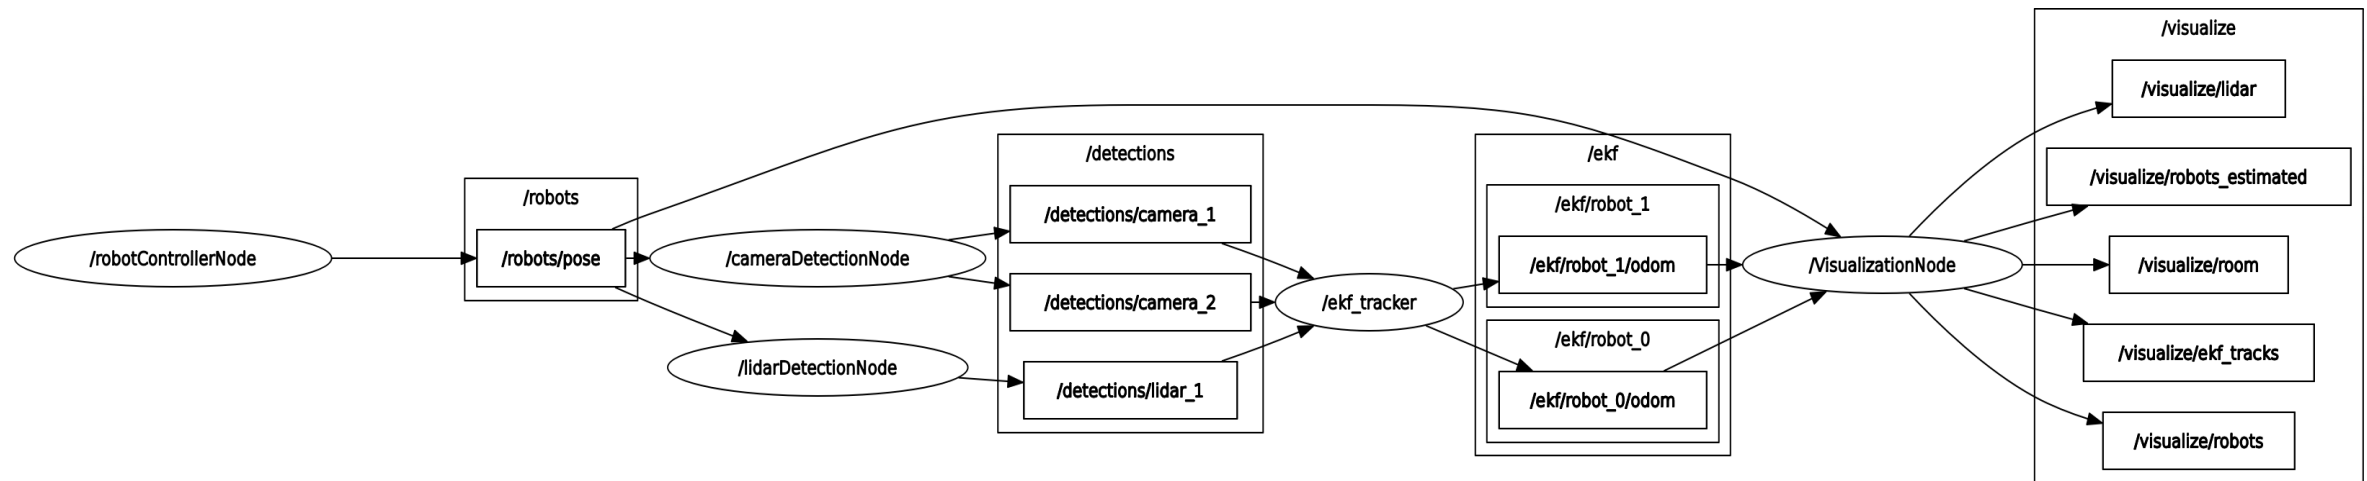 /robotControllerNode
/robots
/robots/pose
/cameraDetectionNode
/lidarDetectionNode
/detections
/detections/camera_1
/detections/camera_2
/detections/lidar_1
/ekf_tracker
/ekf
/ekf/robot_1
/ekf/robot_1/odom
/ekf/robot_0
/ekf/robot_0/odom
/VisualizationNode
/visualize
/visualize/lidar
/visualize/robots_estimated
/visualize/room
/visualize/ekf_tracks
/visualize/robots